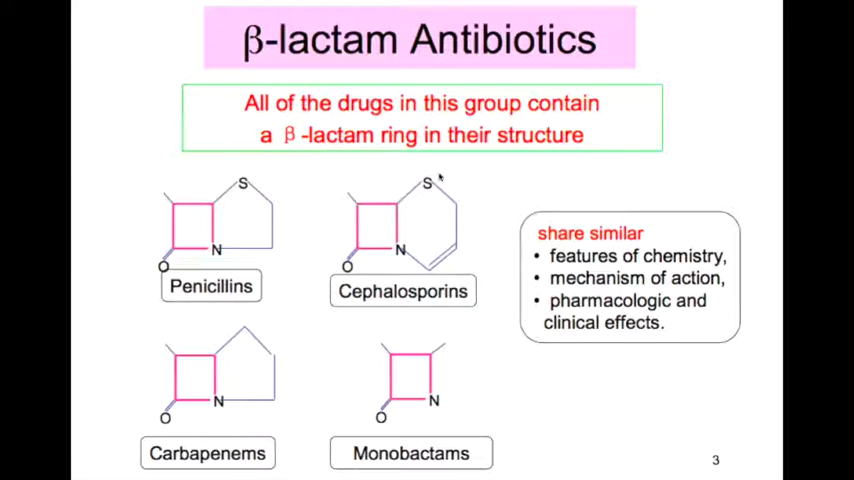 β-lactam Antibiotics
All of the drugs in this group contain
a β -lactam ring in their structure
S
N
O
Penicillins
S
N
O
Cephalosporins
share similar
• features of chemistry,
• mechanism of action,
• pharmacologic and
clinical effects.
N
O
Carbapenems
N
O
Monobactams
3